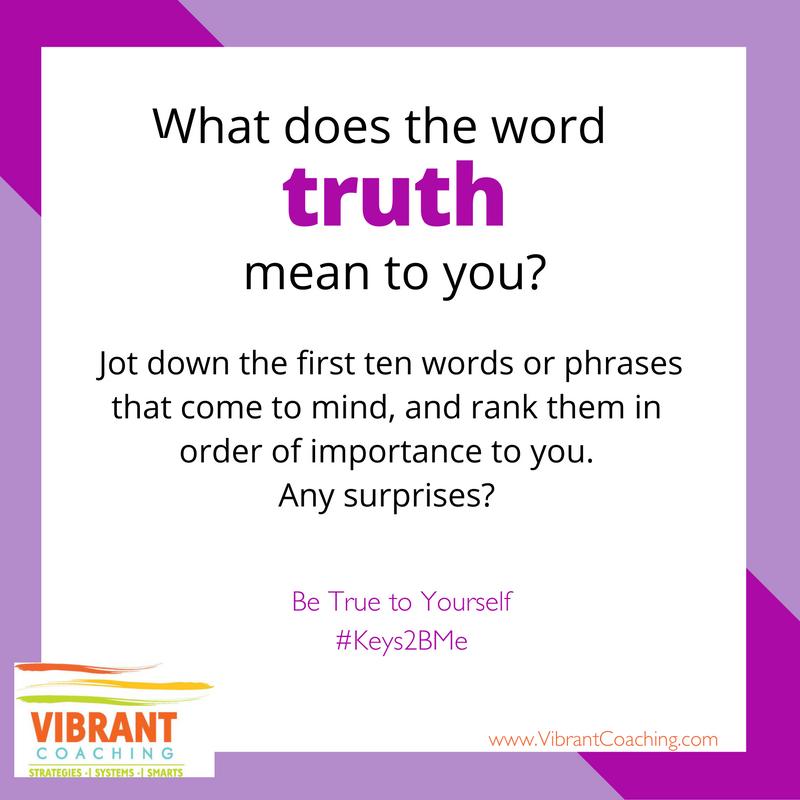 What does the word
truth
mean to you?
Jot down the first ten words or phrases
that come to mind, and rank them in
order of importance to you.
Any surprises?
Be True to Yourself
#Keys2BMe
VIBRANT
COACHING
STRATEGIES -| SYSTEMS -| SMARTS
www.VibrantCoaching.com